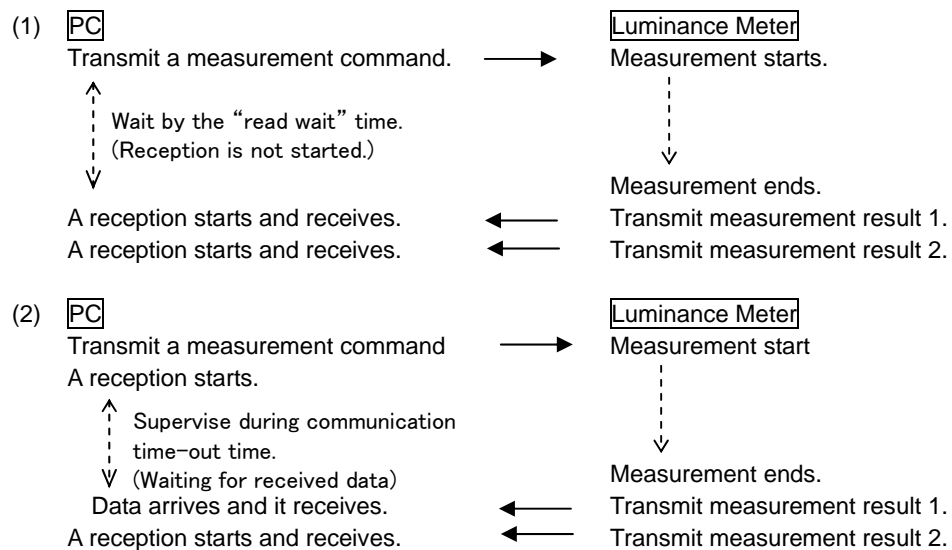 (1) PC Luminance Meter
Transmit a measurement command. Measurement starts.
Wait by the “read wait” time.
(Reception is not started.)
Measurement ends.
A reception starts and receives. Transmit measurement result 1.
A reception starts and receives. Transmit measurement result 2.
(2) PC Luminance Meter
Transmit a measurement command Measurement start
A reception starts.
Supervise during communication
time-out time.
(Waiting for received data) Measurement ends.
Data arrives and it receives. Transmit measurement result 1.
A reception starts and receives. Transmit measurement result 2.